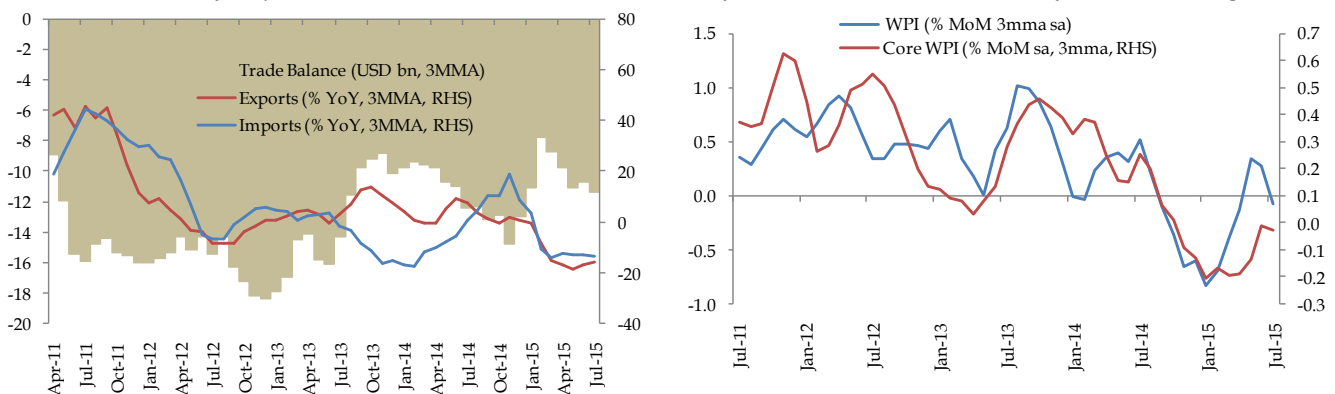 0
-2
-4
-6
-8
-10
-12
-14
-16
-18
-20
80
60
40
20
0
-20
-40
Trade Balance (USD bn, 3MMA)
Exports (% YoY, 3MMA, RHS)
Imports (% YoY, 3MMA, RHS)
Apr-11
Jul-11
Oct-11
Jan-12
Apr-12
Jul-12
Oct-12
Jan-13
Apr-13
Jul-13
Oct-13
Jan-14
Apr-14
Jul-14
Oct-14
Jan-15
Apr-15
Jul-15
WPI (% MoM 3mma sa)
Core WPI (% MoM sa, 3mma, RHS)
1.5
1.0
0.5
0.0
-0.5
-1.0
0.7
0.6
0.5
0.4
0.3
0.2
0.1
0.0
-0.1
-0.2
-0.3
Jul-11
Jan-12
Jul-12
Jan-13
Jul-13
Jan-14
Jul-14
Jan-15
Jul-15